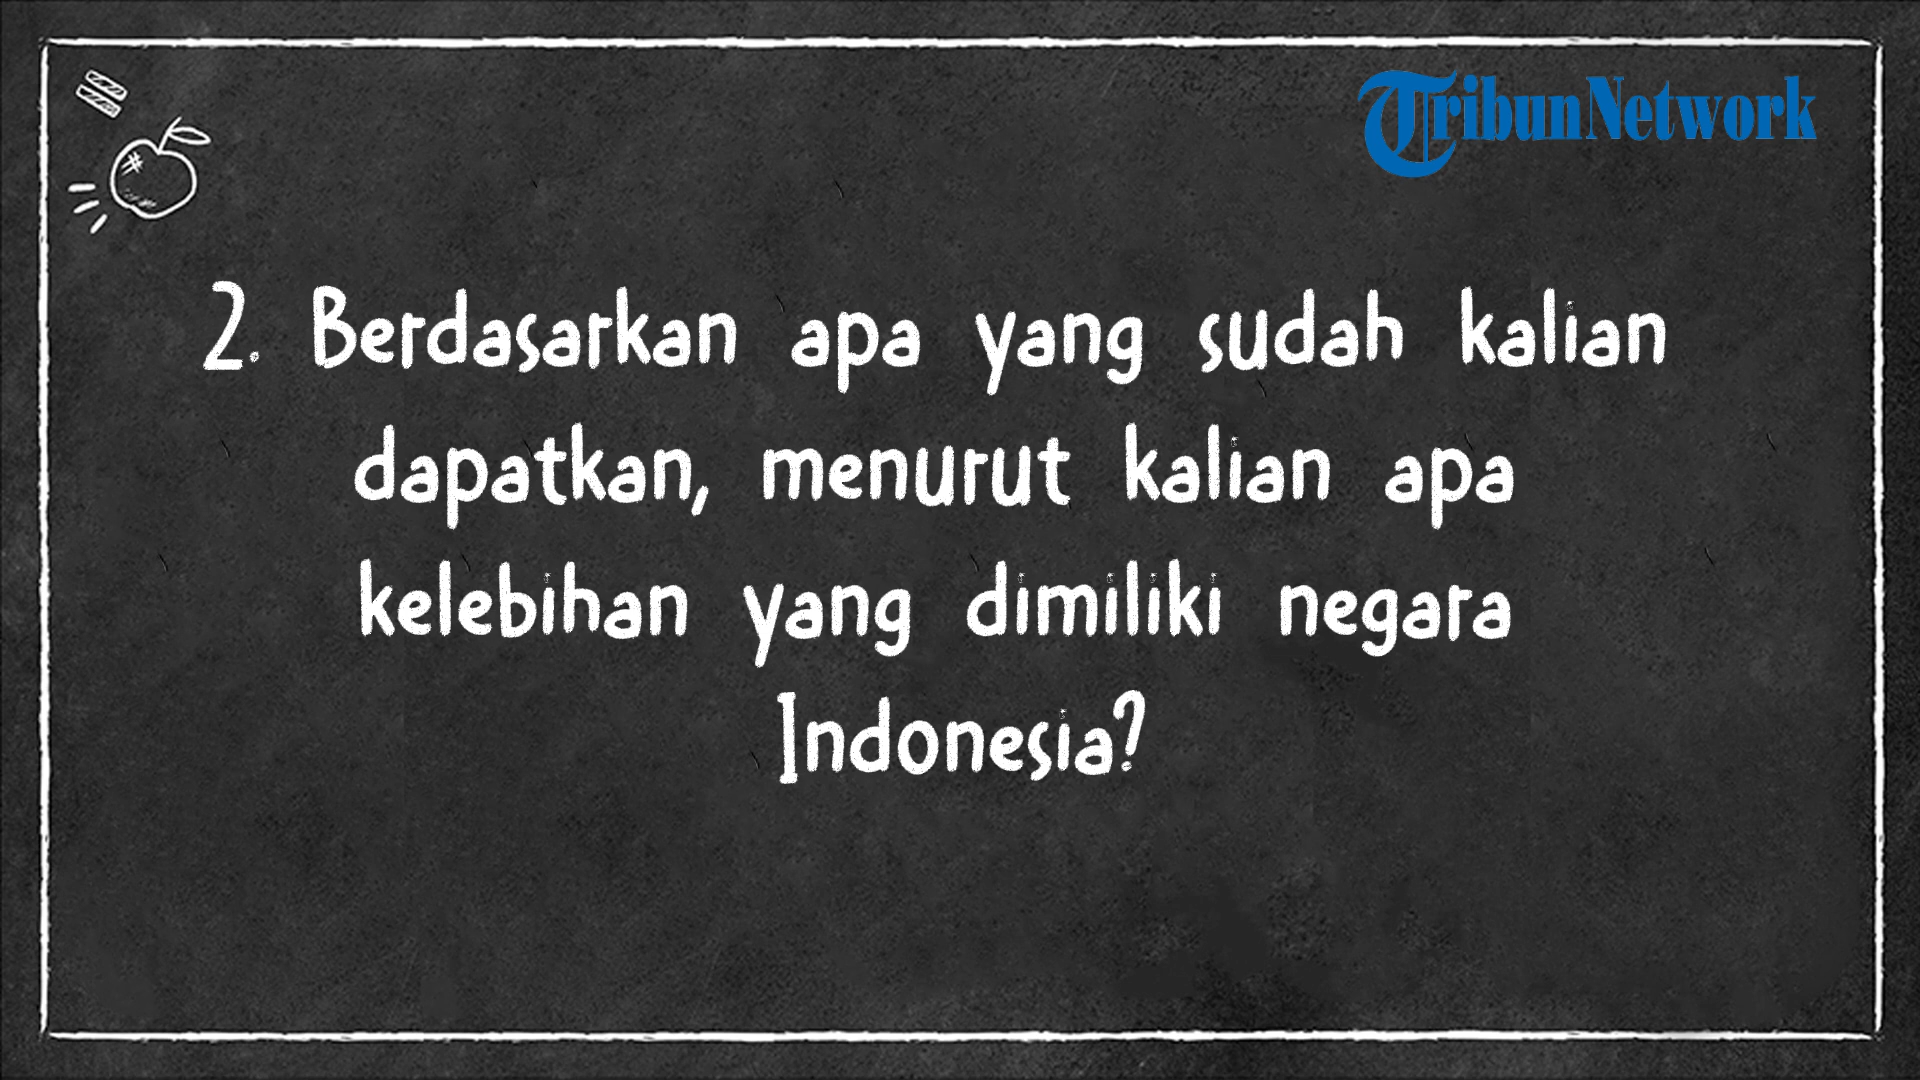 TribunNetwork
2. Berdasarkan apa yang sudah kalian
dapatkan, menurut kalian apa
kelebihan yang dimiliki negara
Indonesia?